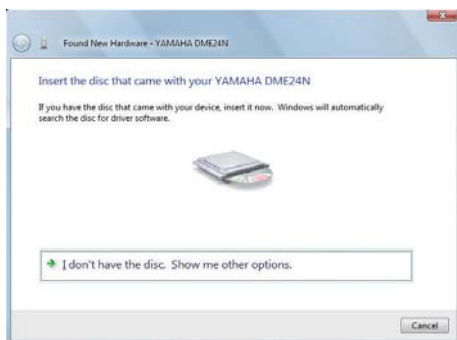 Found New Hardware - YAMAHA DME24N
Insert the disc that came with your YAMAHA DME24N
If you have the disc that came with your device, insert it now. Windows will automatically
search the disc for driver software.
I don't have the disc. Show me other options.
Cancel